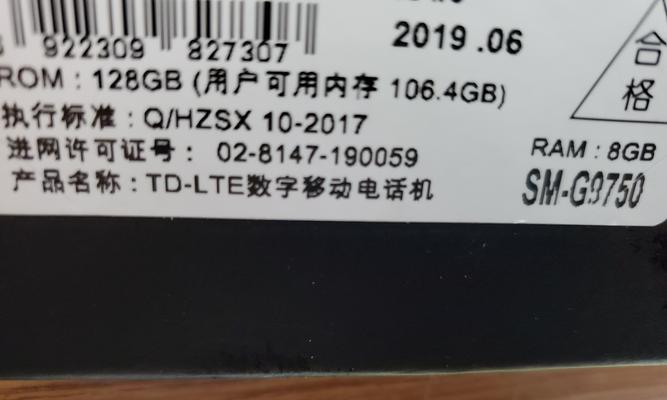 922309 827307
2019.06
合格
ROM：128GB (用户可用内存 106.4GB)
执行标准：Q/HZSX 10-2017
进网许可证号： 02-8147-190059
RAM：8GB
产品名称：TD-LTE数字移动电话机
SM-G9750